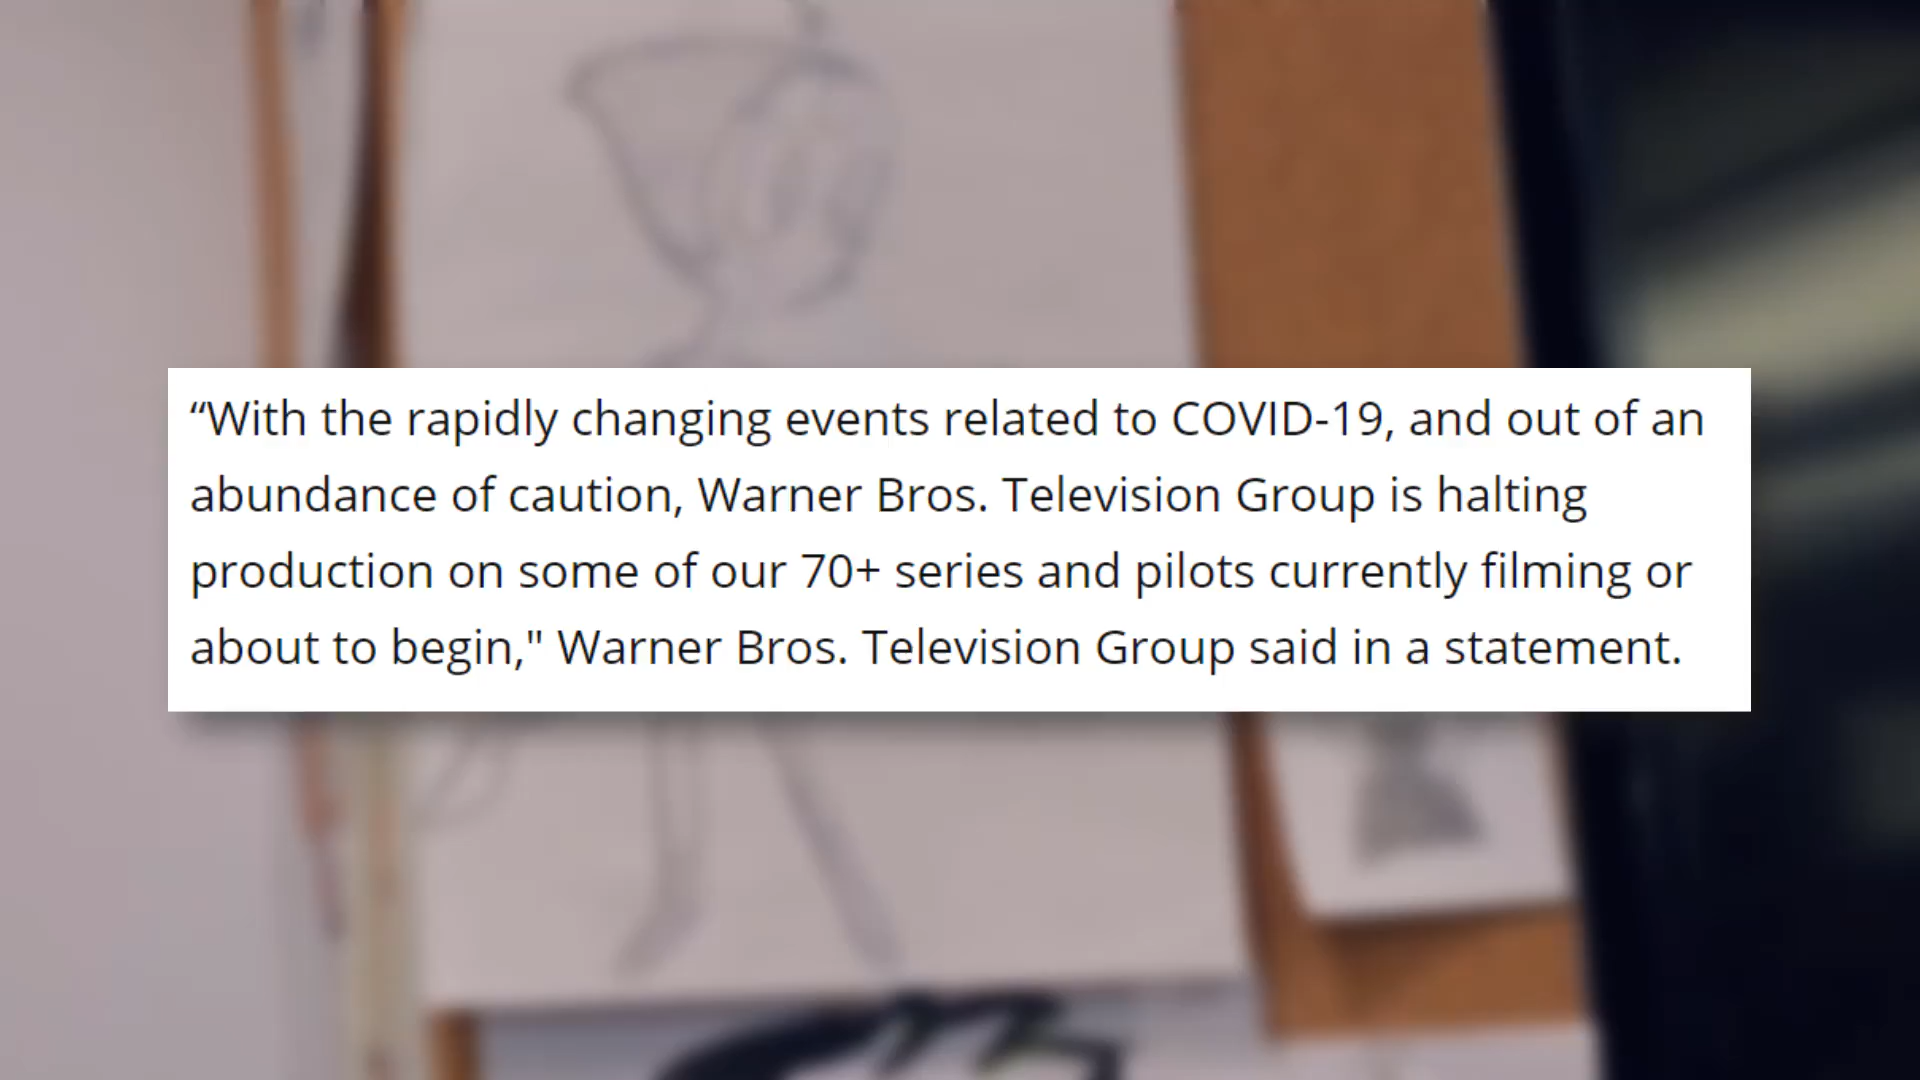 “With the rapidly changing events related to COVID-19, and out of an
abundance of caution, Warner Bros. Television Group is halting
production on some of our 70+ series and pilots currently filming or
about to begin," Warner Bros. Television Group said in a statement.